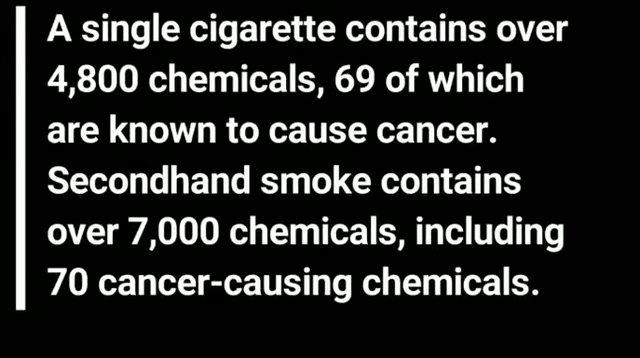 A single cigarette contains over
4,800 chemicals, 69 of which
are known to cause cancer.
Secondhand smoke contains
over 7,000 chemicals, including
70 cancer-causing chemicals.